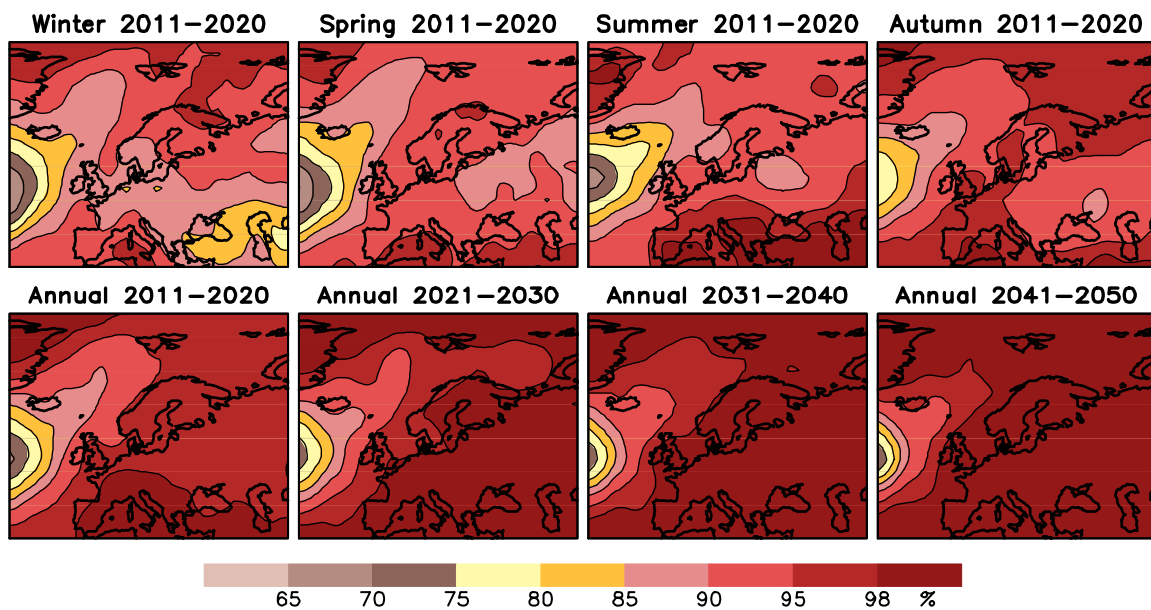 Winter 2011−2020 Spring 2011−2020 Summer 2011−2020 Autumn 2011−2020
Annual 2011−2020 Annual 2021−2030 Annual 2031−2040 Annual 2041−2050
65 70 75 80 85 90 95 98 %